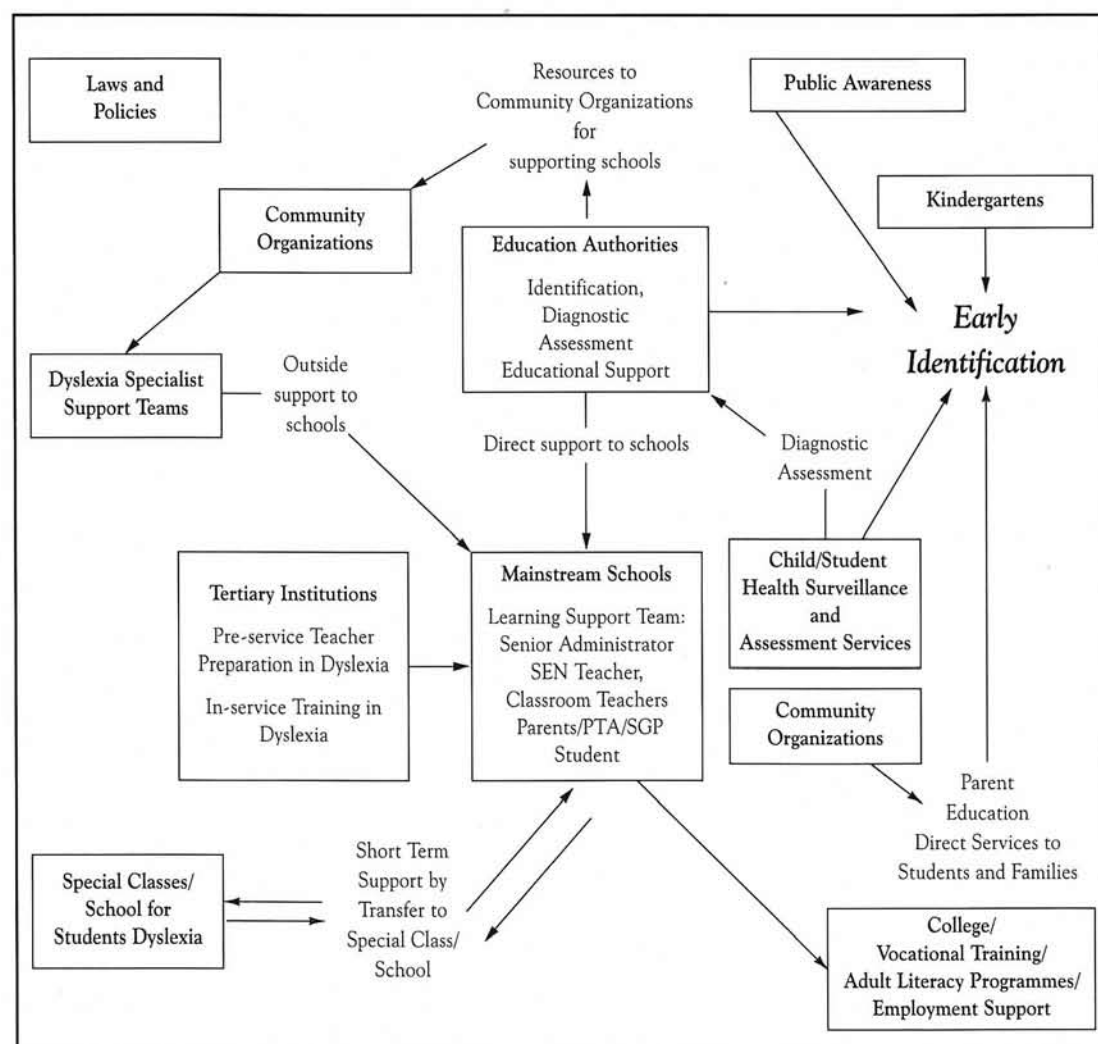 Laws and
Policies
Resources to
Community Organizations
for
supporting schools
Public Awareness
Kindergartens
Community
Organizations
Education Authorities
Identification,
Diagnostic
Assessment
Educational Support
Early
Identification
Dyslexia Specialist
Support Teams
Outside
support to
schools
Direct support to schools
Diagnostic
Assessment
Tertiary Institutions
Pre-service Teacher
Preparation in Dyslexia
In-service Training in
Dyslexia
Mainstream Schools
Learning Support Team:
Senior Administrator
SEN Teacher,
Classroom Teachers
Parents/PTA/SGP
Student
Child/Student
Health Surveillance
and
Assessment Services
Community
Organizations
Parent
Education
Direct Services to
Students and Families
Special Classes/
School for
Students Dyslexia
Short Term
Support by
Transfer to
Special Class/
School
College/
Vocational Training/
Adult Literacy Programmes/
Employment Support